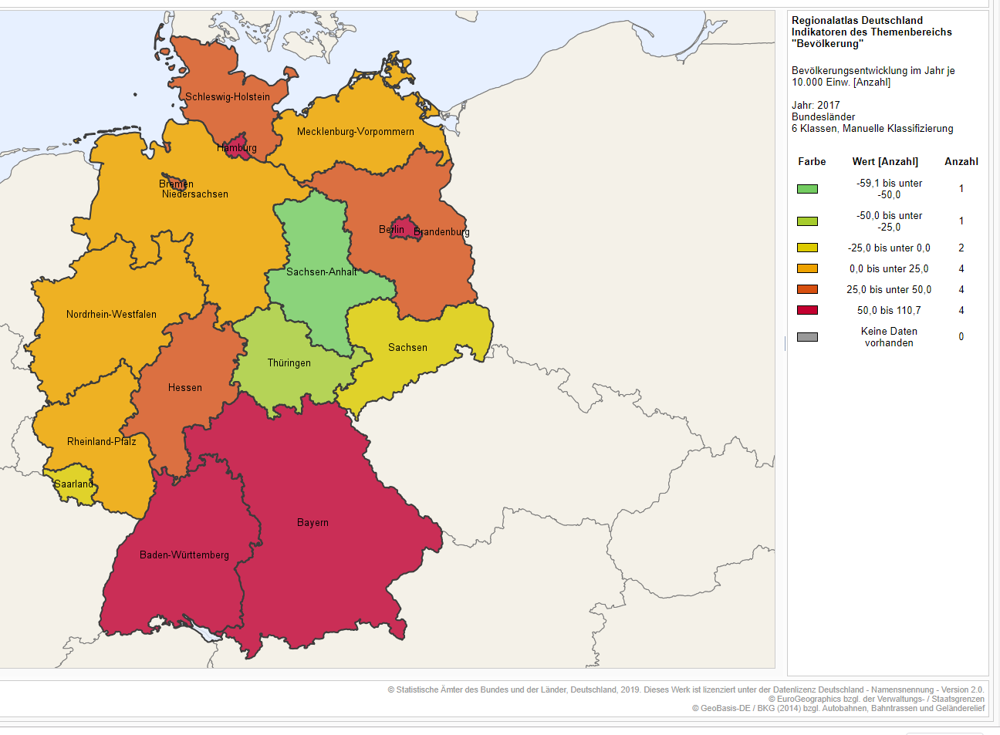 Schleswig-Holstein
Mecklenburg-Vorpommern
Hamburg
Bremen
Niedersachsen
Berlin
Brandenburg
Sachsen-Anhalt
Nordrhein-Westfalen
Sachsen
Thüringen
Hessen
Rheinland-Pfalz
Saarland
Bayern
Baden-Württemberg
Regionalatlas Deutschland
Indikatoren des Themenbereichs
"Bevölkerung"
Bevölkerungsentwicklung im Jahr je
10.000 Einw. [Anzahl]
Jahr: 2017
Bundesländer
6 Klassen, Manuelle Klassifizierung
Farbe Wert [Anzahl] Anzahl
-59,1 bis unter
-50,0 1
-50,0 bis unter
-25,0 1
-25,0 bis unter 0,0 2
0,0 bis unter 25,0 4
25,0 bis unter 50,0 4
50,0 bis 110,7 4
Keine Daten
vorhanden 0
© Statistische Ämter des Bundes und der Länder, Deutschland, 2019. Dieses Werk ist lizenziert unter der Datenlizenz Deutschland - Namensnennung - Version 2.0.
© EuroGeographics bzgl. der Verwaltungs- / Staatsgrenzen
© GeoBasis-DE / BKG (2014) bzgl. Autobahnen, Bahntrassen und Geländerelief